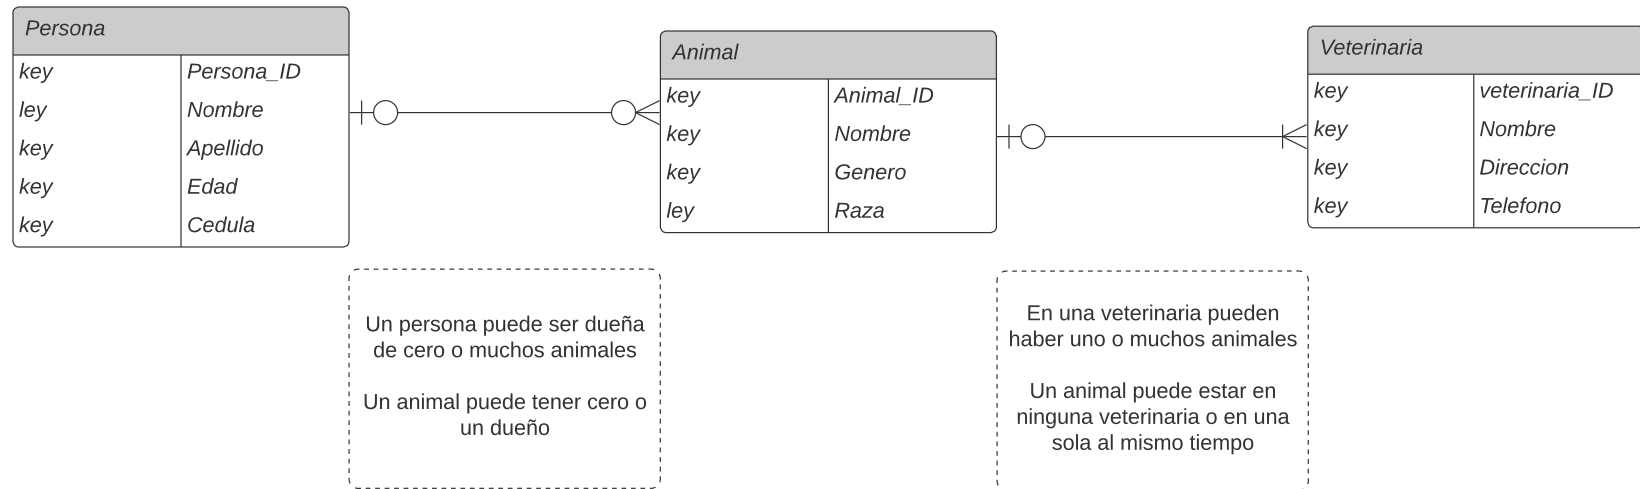 Persona
key Persona_ID
ley Nombre
key Apellido
key Edad
key Cedula
Animal
key Animal_ID
key Nombre
key Genero
ley Raza
Veterinaria
key veterinaria_ID
key Nombre
key Direccion
key Telefono
Un persona puede ser dueña
de cero o muchos animales
Un animal puede tener cero o
un dueño
En una veterinaria pueden
haber uno o muchos animales
Un animal puede estar en
ninguna veterinaria o en una
sola al mismo tiempo